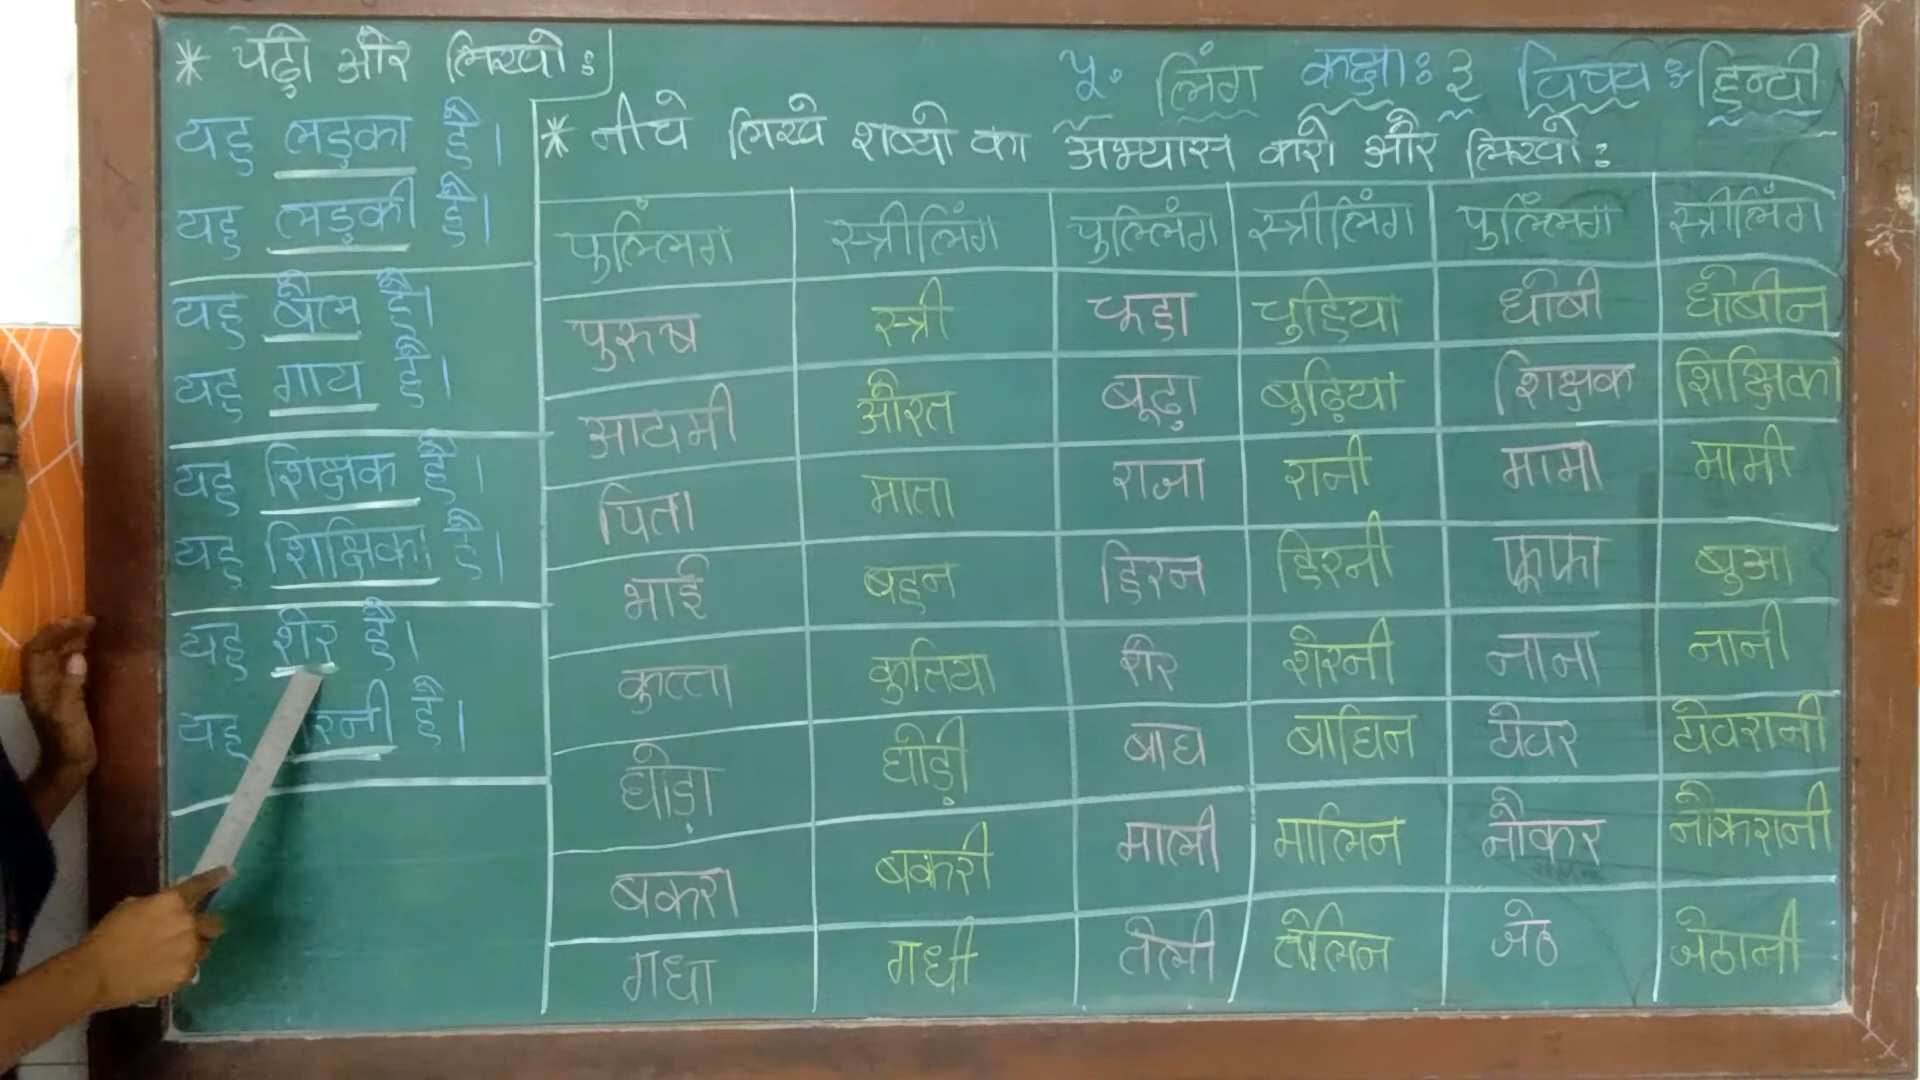 * पढ़ो और लिखो :
यह लड़का है।
यह लड़की है।
यह बैल है।
यह गाय है।
यह शिक्षक है।
यह शिक्षिका है।
यह शेर है।
यह रनी है।
पू. लिंग कक्षा : ३ विषय : हिन्दी
* नीचे लिखे शब्दो का अभ्यास करो और लिखो :
पुल्लिंग स्त्रीलिंग पुल्लिंग स्त्रीलिंग पुल्लिंग स्त्रीलिंग
पुरुष स्त्री चूहा चुहिया धोबी धोबीन
आदमी औरत बूढ़ा बुढ़िया शिक्षक शिक्षिका
पिता माता राजा रानी मामा मामी
भाई बहन हिरन हिरनी फूफा बुआ
कुत्ता कुतिया शेर शेरनी नाना नानी
घोड़ा घोड़ी बाघ बाघिन देवर देवरानी
बकरा बकरी माली मालिन नौकर नौकरानी
गधा गधी तेली तेलिन जेठ जेठानी